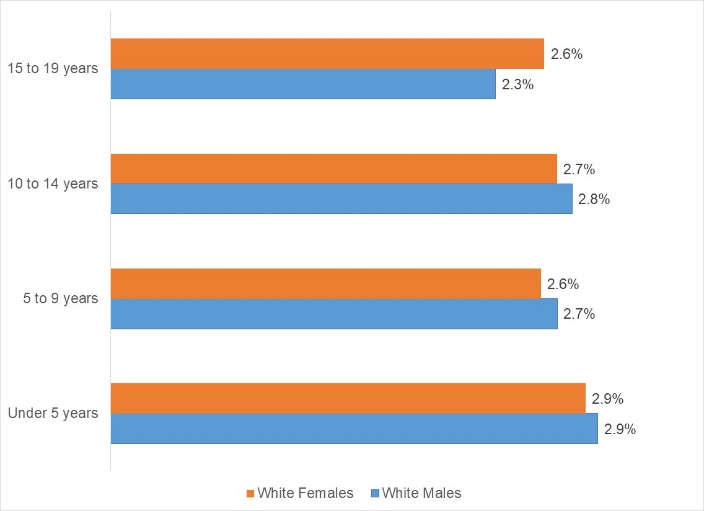 2.6%
15 to 19 years
2.3%
2.7%
10 to 14 years
2.8%
2.6%
5 to 9 years
2.7%
2.9%
Under 5 years
2.9%
White Females White Males